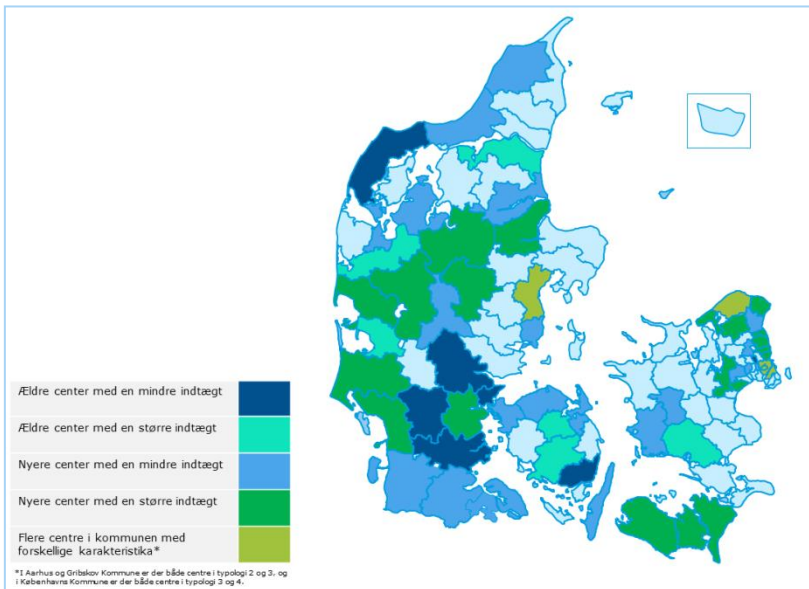 Ældre center med en mindre indtægt
Ældre center med en større indtægt
Nyere center med en mindre indtægt
Nyere center med en større indtægt
Flere centre i kommunen med
forskellige karakteristika*
*I Aarhus og Gribskov Kommune er der både centre i typologi 2 og 3, og
i Københavns Kommune er der både centre i typologi 3 og 4.